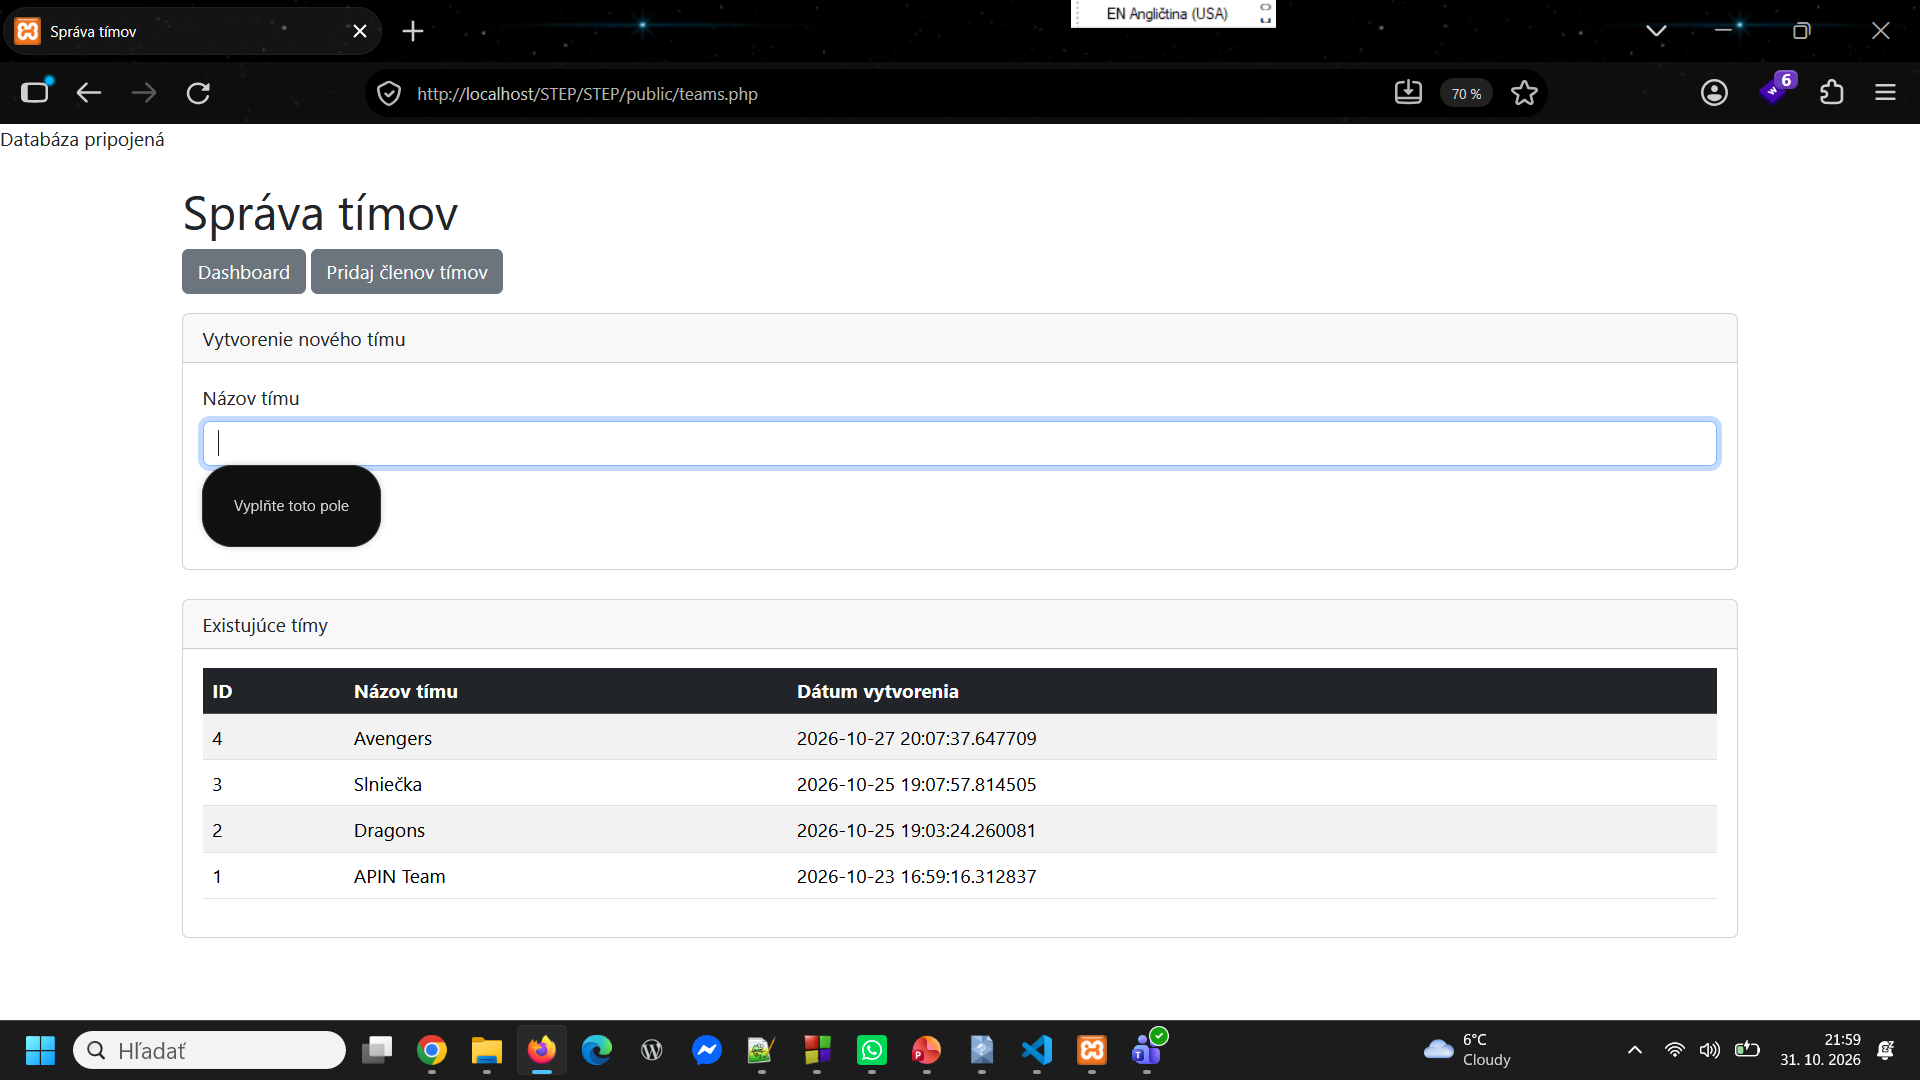 Správa tímov
EN Angličtina (USA)
http://localhost/STEP/STEP/public/teams.php
70 %
6
Databáza pripojená
Správa tímov
Dashboard
Pridaj členov tímov
Vytvorenie nového tímu
Názov tímu
Vyplňte toto pole
Existujúce tímy
ID Názov tímu Dátum vytvorenia
4 Avengers 2026-10-27 20:07:37.647709
3 Slniečka 2026-10-25 19:07:57.814505
2 Dragons 2026-10-25 19:03:24.260081
1 APIN Team 2026-10-23 16:59:16.312837
Hľadať
6°C
Cloudy
21:59
31. 10. 2026